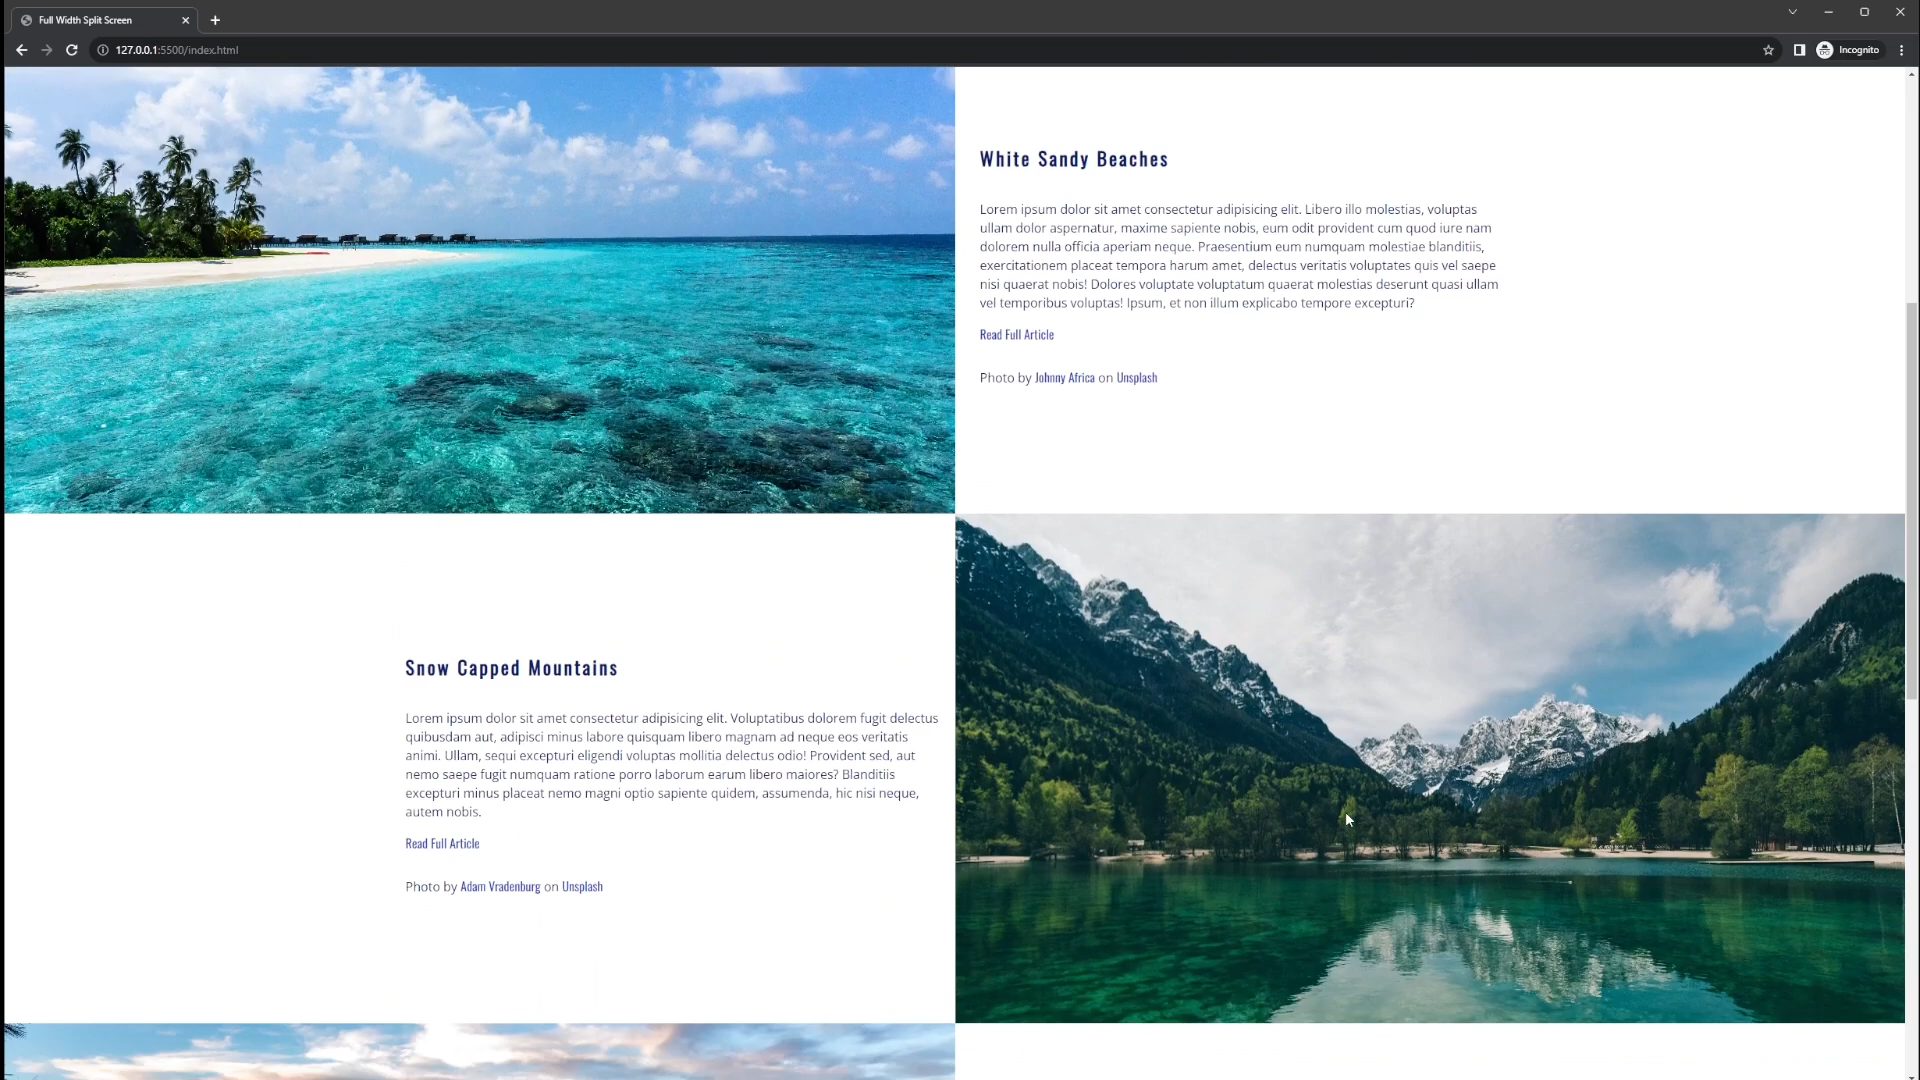 Full Width Split Screen
127.0.0.1:5500/index.html
Incognito
White Sandy Beaches
Lorem ipsum dolor sit amet consectetur adipisicing elit. Libero illo molestias, voluptas
ullam dolor aspernatur, maxime sapiente nobis, eum odit provident cum quod iure nam
dolorem nulla officia aperiam neque. Praesentium eum numquam molestiae blanditiis,
exercitationem placeat tempora harum amet, delectus veritatis voluptates quis vel saepe
nisi quaerat nobis! Dolores voluptate voluptatum quaerat molestias deserunt quasi ullam
vel temporibus voluptas! Ipsum, et non illum explicabo tempore excepturi?
Read Full Article
Photo by Johnny Africa on Unsplash
Snow Capped Mountains
Lorem ipsum dolor sit amet consectetur adipisicing elit. Voluptatibus dolorem fugit delectus
quibusdam aut, adipisci minus labore quisquam libero magnam ad neque eos veritatis
animi. Ullam, sequi excepturi eligendi voluptas mollitia delectus odio! Provident sed, aut
nemo saepe fugit numquam ratione porro laborum earum libero maiores? Blanditiis
excepturi minus placeat nemo magni optio sapiente quidem, assumenda, hic nisi neque,
autem nobis.
Read Full Article
Photo by Adam Vradenburg on Unsplash